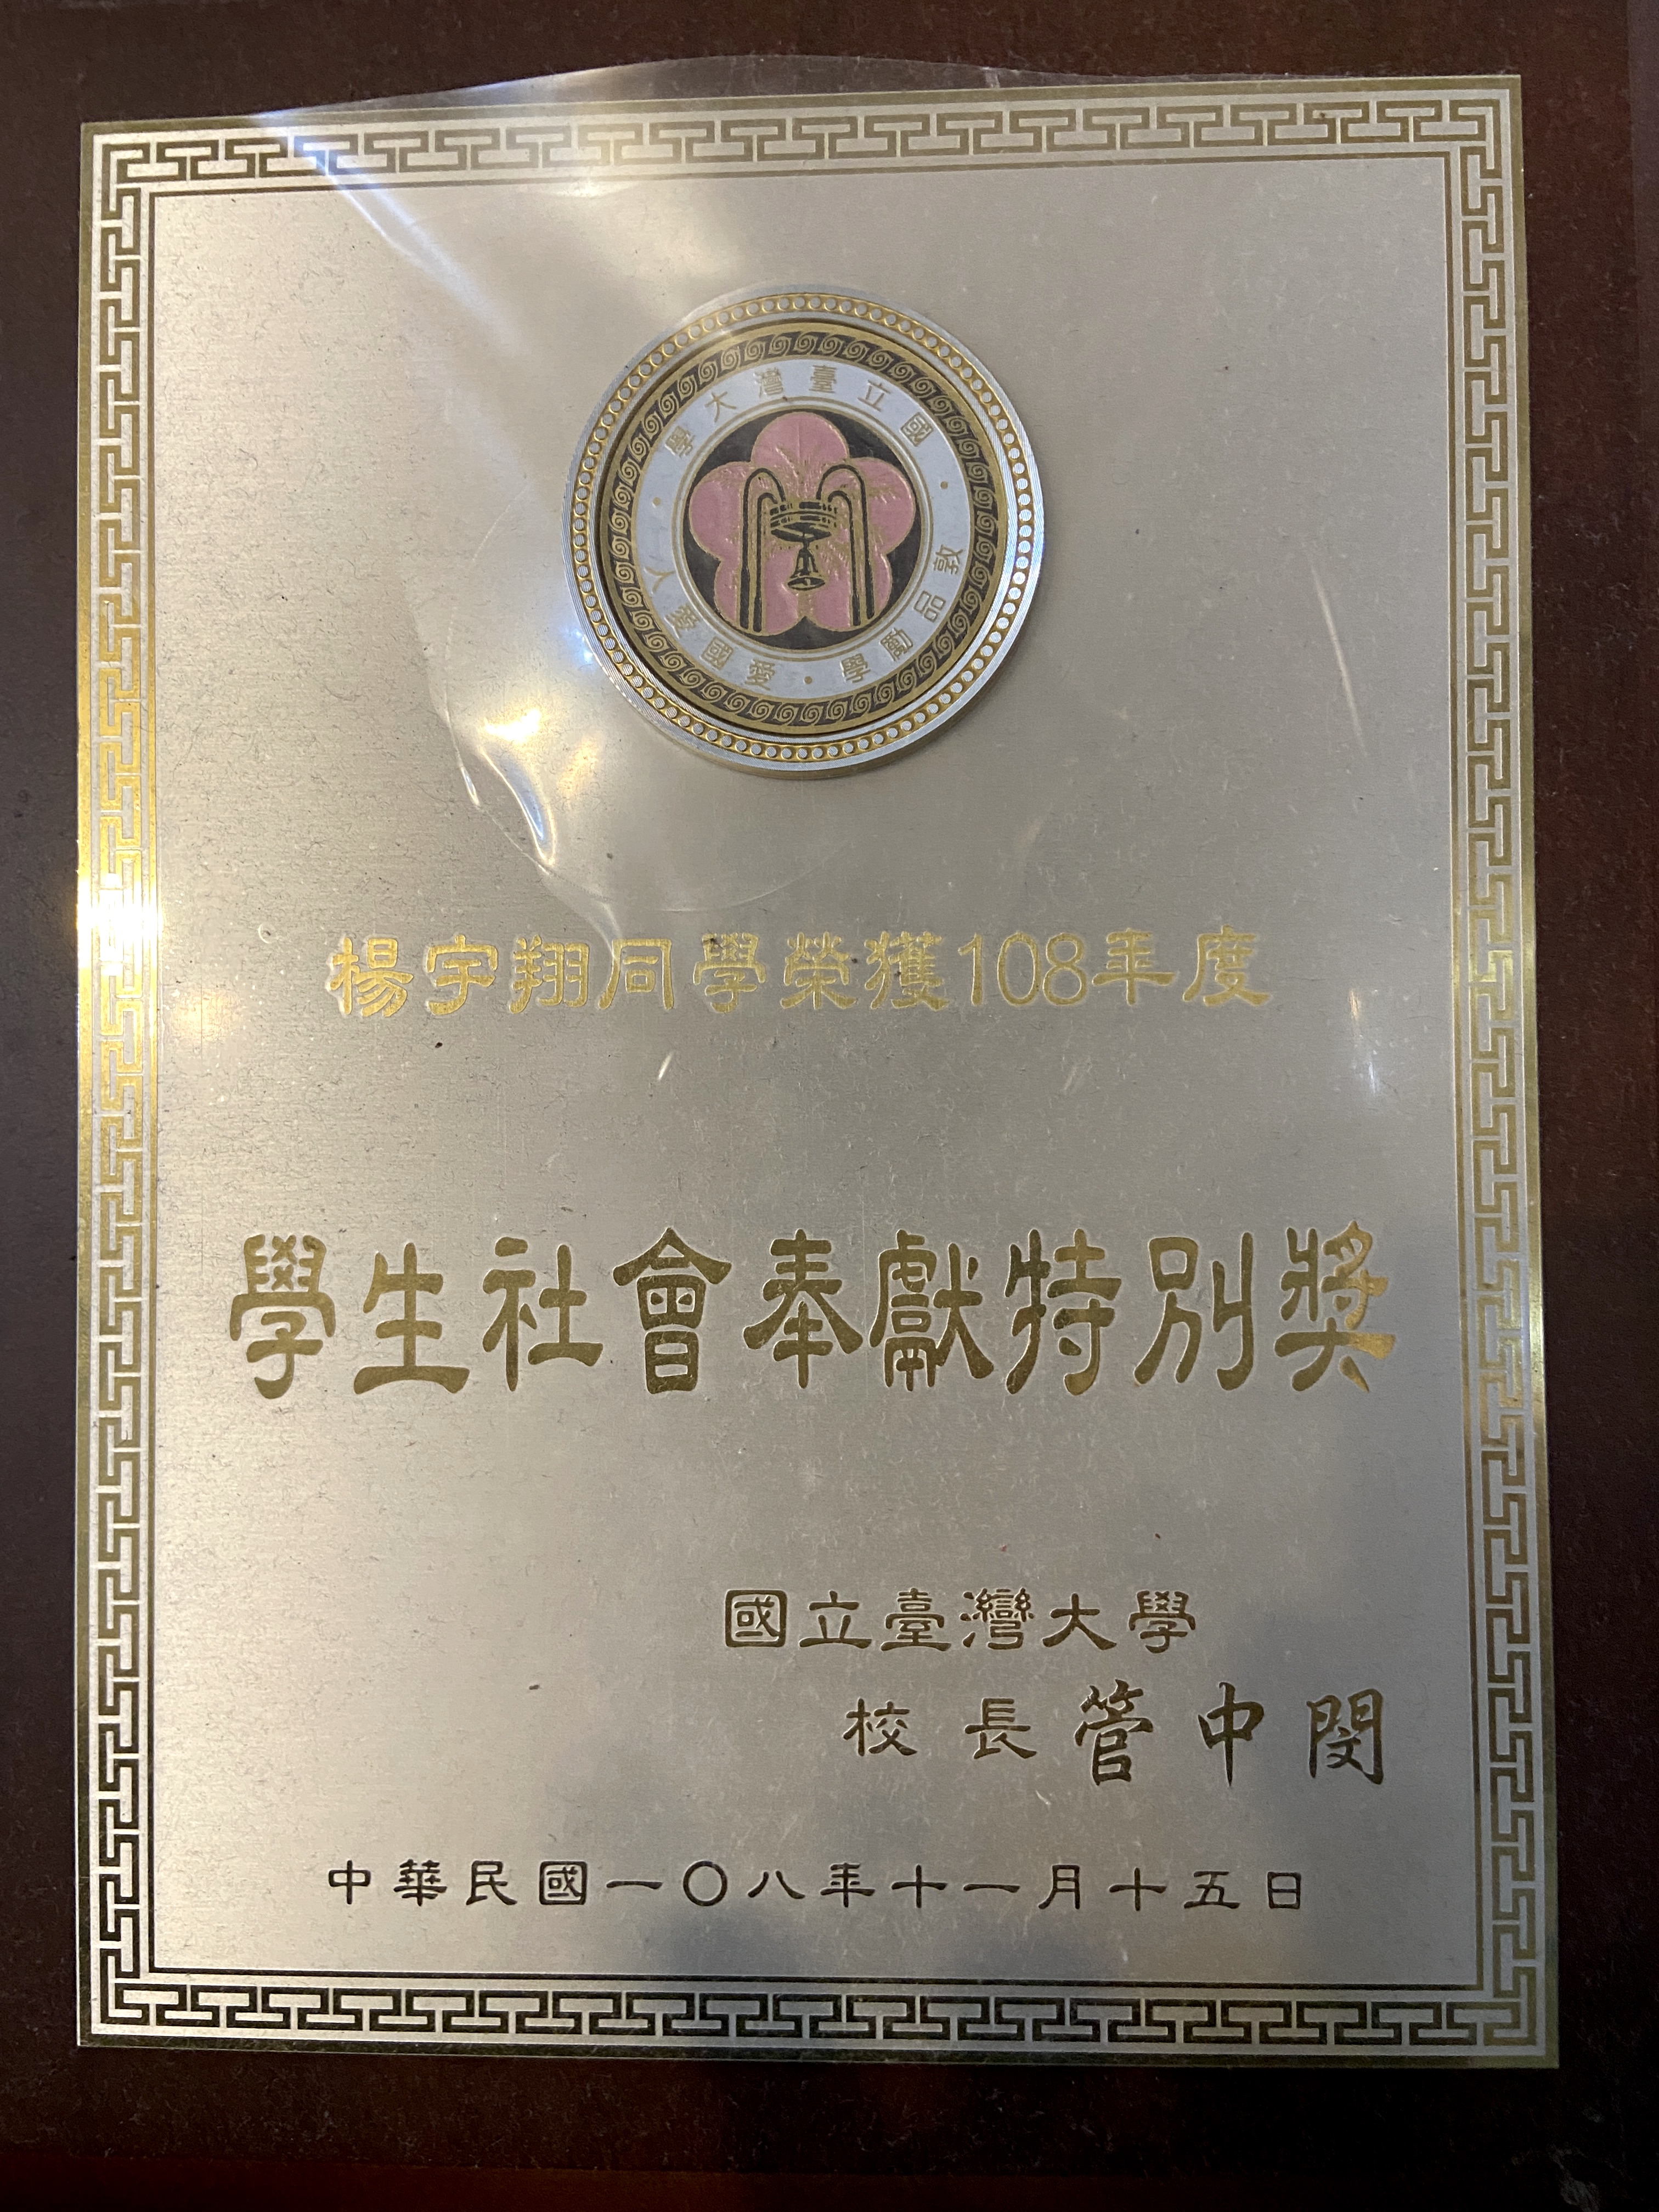 國立臺灣大學
敦品勵學・愛國愛人
楊宇翔同學榮獲108年度
學生社會奉獻特別獎
國立臺灣大學
校長管中閔
中華民國一〇八年十一月十五日